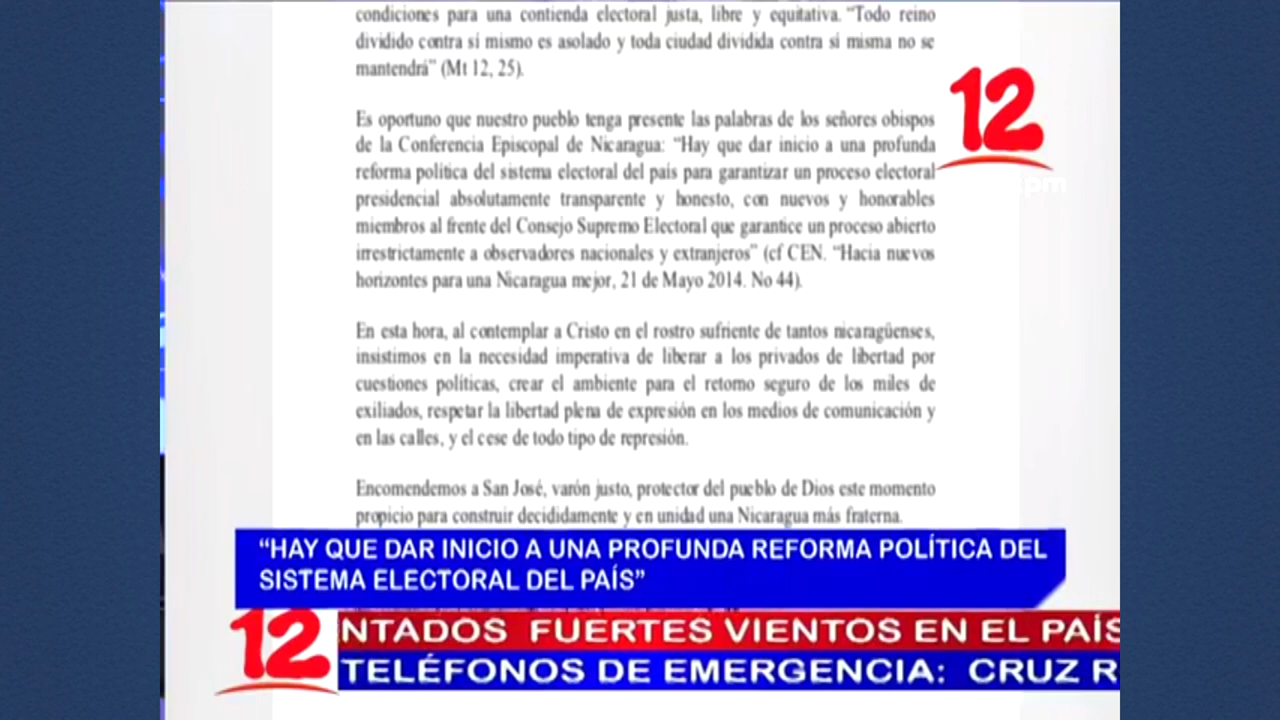 condiciones para una contienda electoral justa, libre y equitativa. “Todo reino
dividido contra sí mismo es asolado y toda ciudad dividida contra sí misma no se
mantendrá” (Mt 12, 25).
Es oportuno que nuestro pueblo tenga presente las palabras de los señores obispos
de la Conferencia Episcopal de Nicaragua: “Hay que dar inicio a una profunda
reforma política del sistema electoral del país para garantizar un proceso electoral
presidencial absolutamente transparente y honesto, con nuevos y honorables
miembros al frente del Consejo Supremo Electoral que garantice un proceso abierto
irrestrictamente a observadores nacionales y extranjeros” (cf CEN. “Hacia nuevos
horizontes para una Nicaragua mejor, 21 de Mayo 2014. No 44).
En esta hora, al contemplar a Cristo en el rostro sufriente de tantos nicaragüenses,
insistimos en la necesidad imperativa de liberar a los privados de libertad por
cuestiones políticas, crear el ambiente para el retorno seguro de los miles de
exiliados, respetar la libertad plena de expresión en los medios de comunicación y
en las calles, y el cese de todo tipo de represión.
Encomendemos a San José, varón justo, protector del pueblo de Dios este momento
propicio para construir decididamente y en unidad una Nicaragua más fraterna.
12
pm
“HAY QUE DAR INICIO A UNA PROFUNDA REFORMA POLÍTICA DEL
SISTEMA ELECTORAL DEL PAÍS”
12
NTADOS FUERTES VIENTOS EN EL PAÍS
TELÉFONOS DE EMERGENCIA: CRUZ R